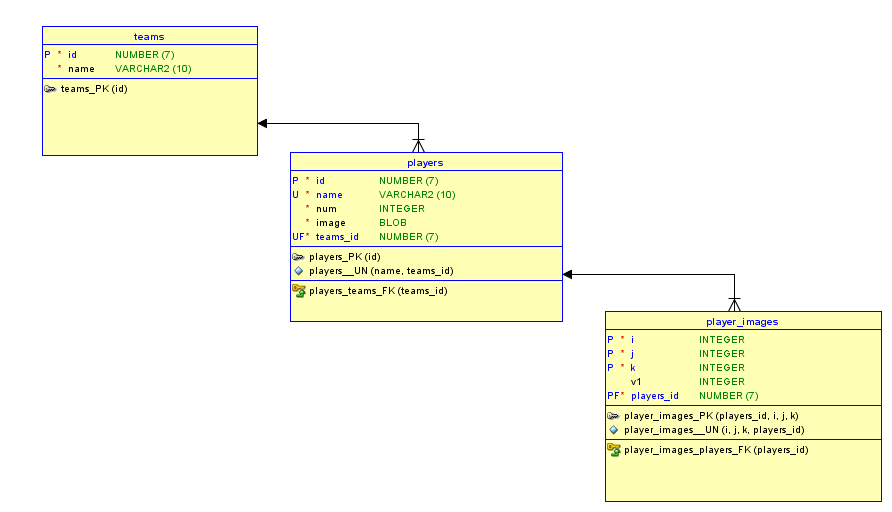 teams
P * id NUMBER (7)
* name VARCHAR2 (10)
teams_PK (id)
players
P * id NUMBER (7)
U * name VARCHAR2 (10)
* num INTEGER
* image BLOB
UF* teams_id NUMBER (7)
players_PK (id)
players__UN (name, teams_id)
players_teams_FK (teams_id)
player_images
P * i INTEGER
P * j INTEGER
P * k INTEGER
v1 INTEGER
PF* players_id NUMBER (7)
player_images_PK (players_id, i, j, k)
player_images__UN (i, j, k, players_id)
player_images_players_FK (players_id)